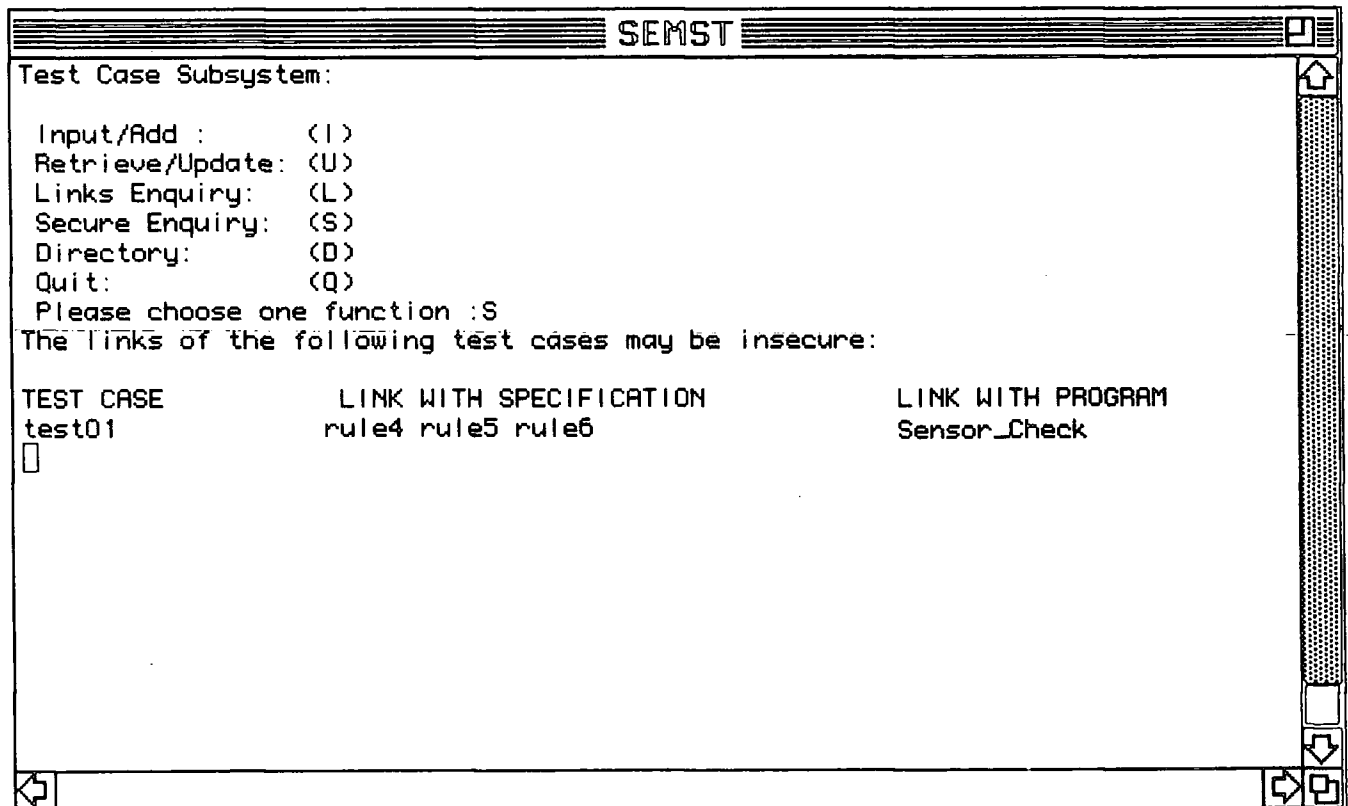 SEMST
Test Case Subsystem:
Input/Add : (I)
Retrieve/Update: (U)
Links Enquiry: (L)
Secure Enquiry: (S)
Directory: (D)
Quit: (Q)
Please choose one function :S
The links of the following test cases may be insecure:
TEST CASE LINK WITH SPECIFICATION LINK WITH PROGRAM
test01 rule4 rule5 rule6 Sensor_Check